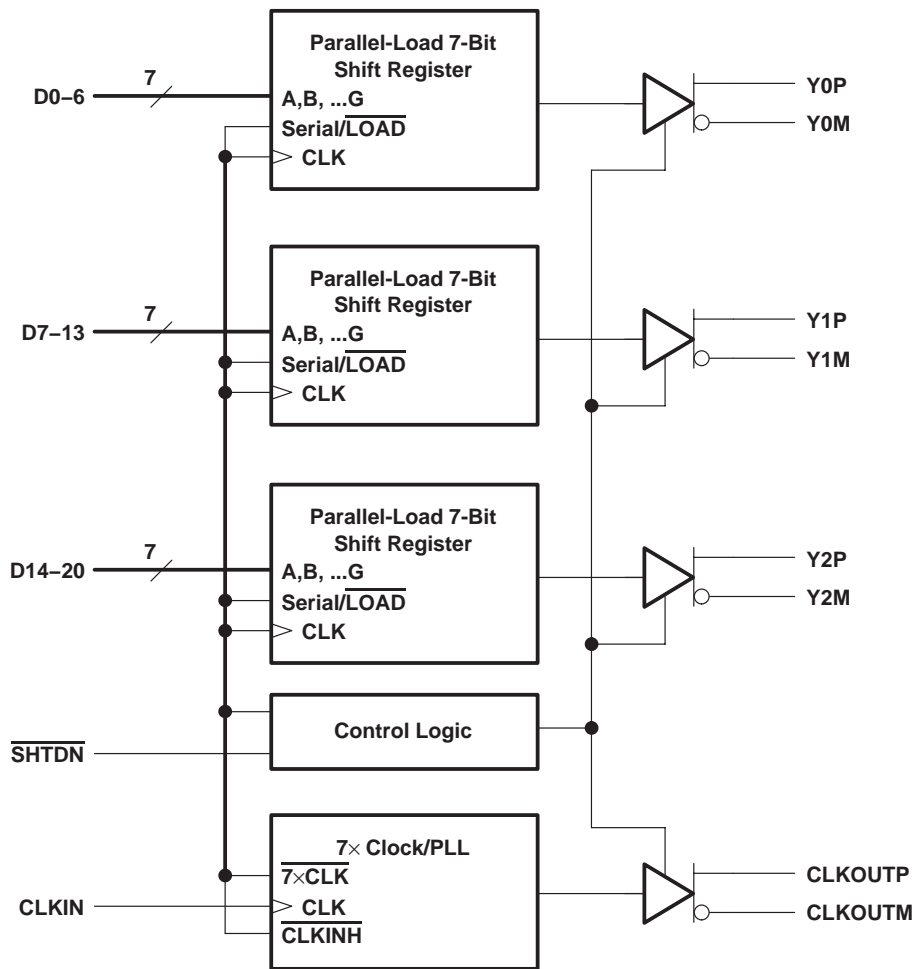 Parallel-Load 7-Bit
Shift Register
7
D0–6
A,B, ...G
Serial/LOAD
CLK
Y0P
Y0M
Parallel-Load 7-Bit
Shift Register
7
D7–13
A,B, ...G
Serial/LOAD
CLK
Y1P
Y1M
Parallel-Load 7-Bit
Shift Register
7
D14–20
A,B, ...G
Serial/LOAD
CLK
Y2P
Y2M
Control Logic
SHTDN
7× Clock/PLL
7×CLK
CLKIN
CLK
CLKINH
CLKOUTP
CLKOUTM